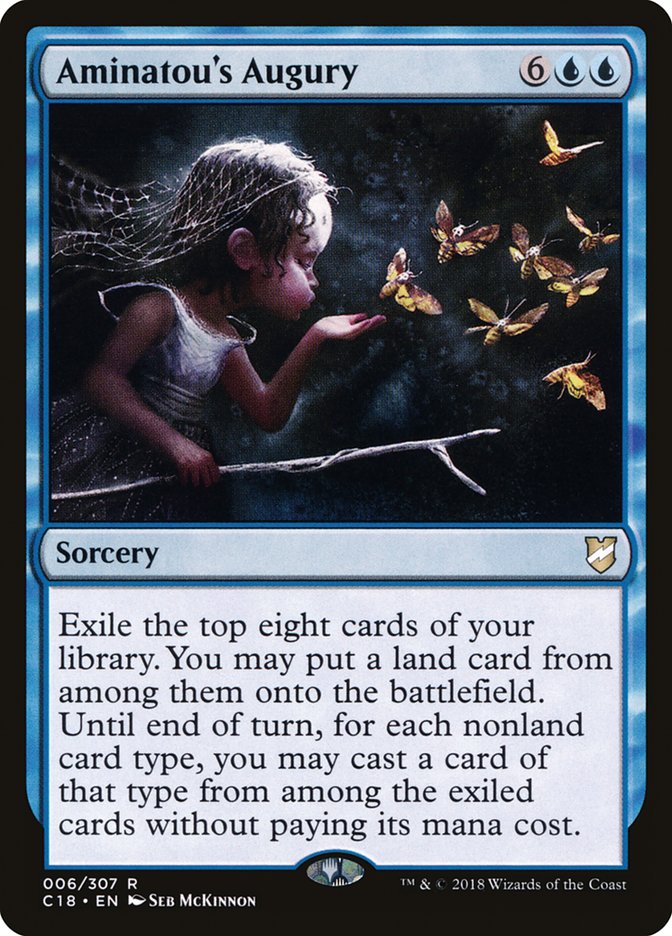 Aminatou's Augury 6
Sorcery
Exile the top eight cards of your
library. You may put a land card from
among them onto the battlefield.
Until end of turn, for each nonland
card type, you may cast a card of
that type from among the exiled
cards without paying its mana cost.
006/307 R
C18 • EN Seb McKinnon
™ & © 2018 Wizards of the Coast